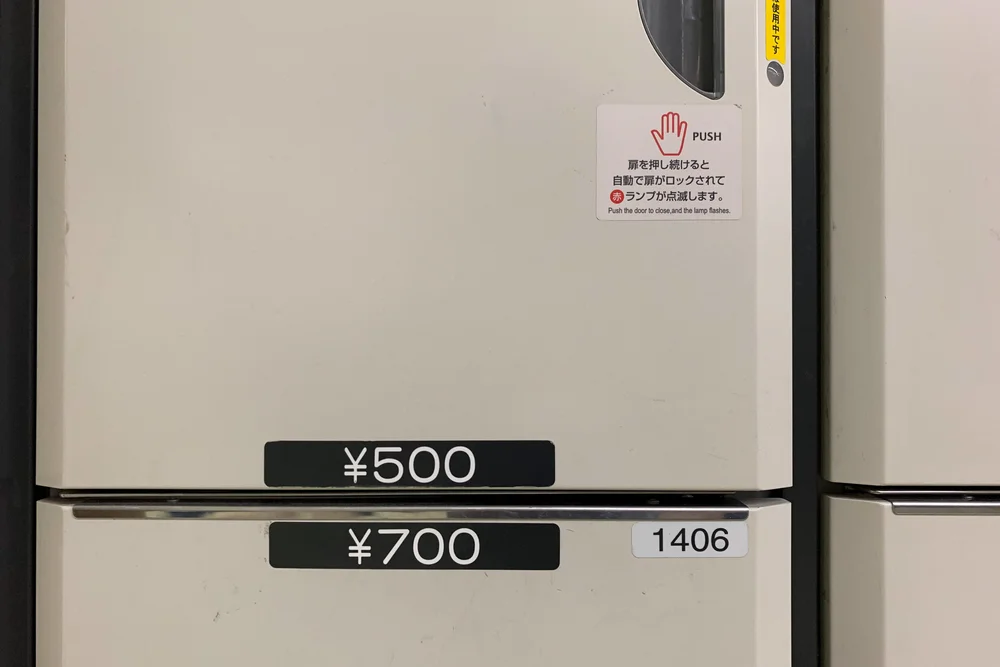 使用中です
PUSH
扉を押し続けると
自動で扉がロックされて
赤ランプが点滅します。
Push the door to close,and the lamp flashes.
¥500
¥700
1406